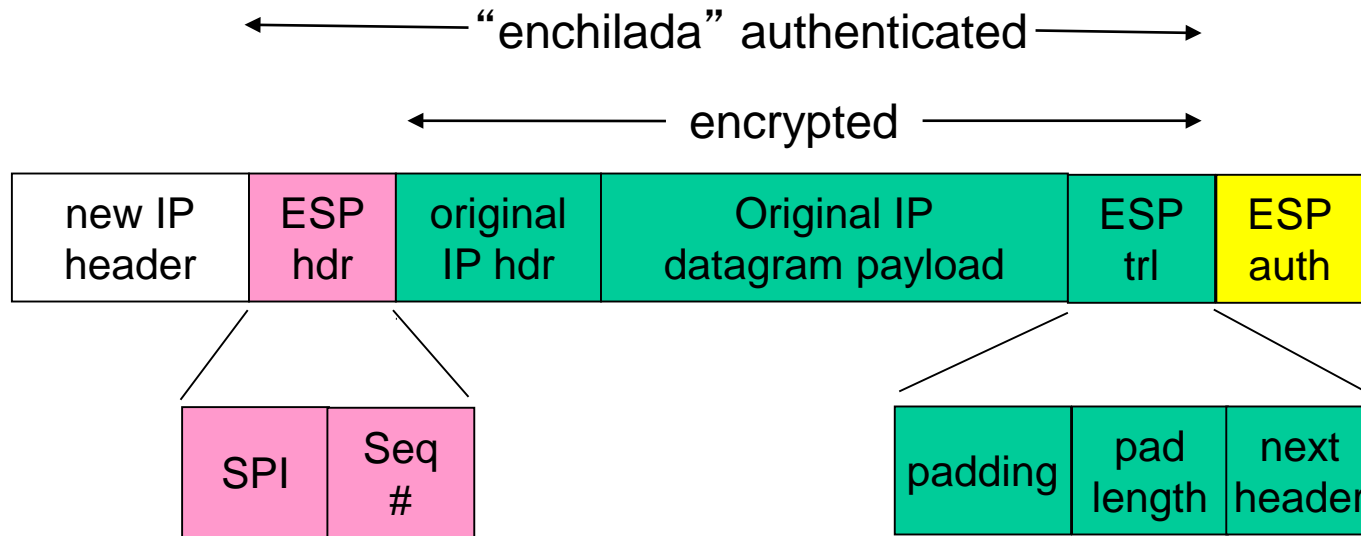 “enchilada” authenticated
encrypted
new IP
header
ESP
hdr
original
IP hdr
Original IP
datagram payload
ESP
trl
ESP
auth
SPI
Seq
#
padding
pad
length
next
header